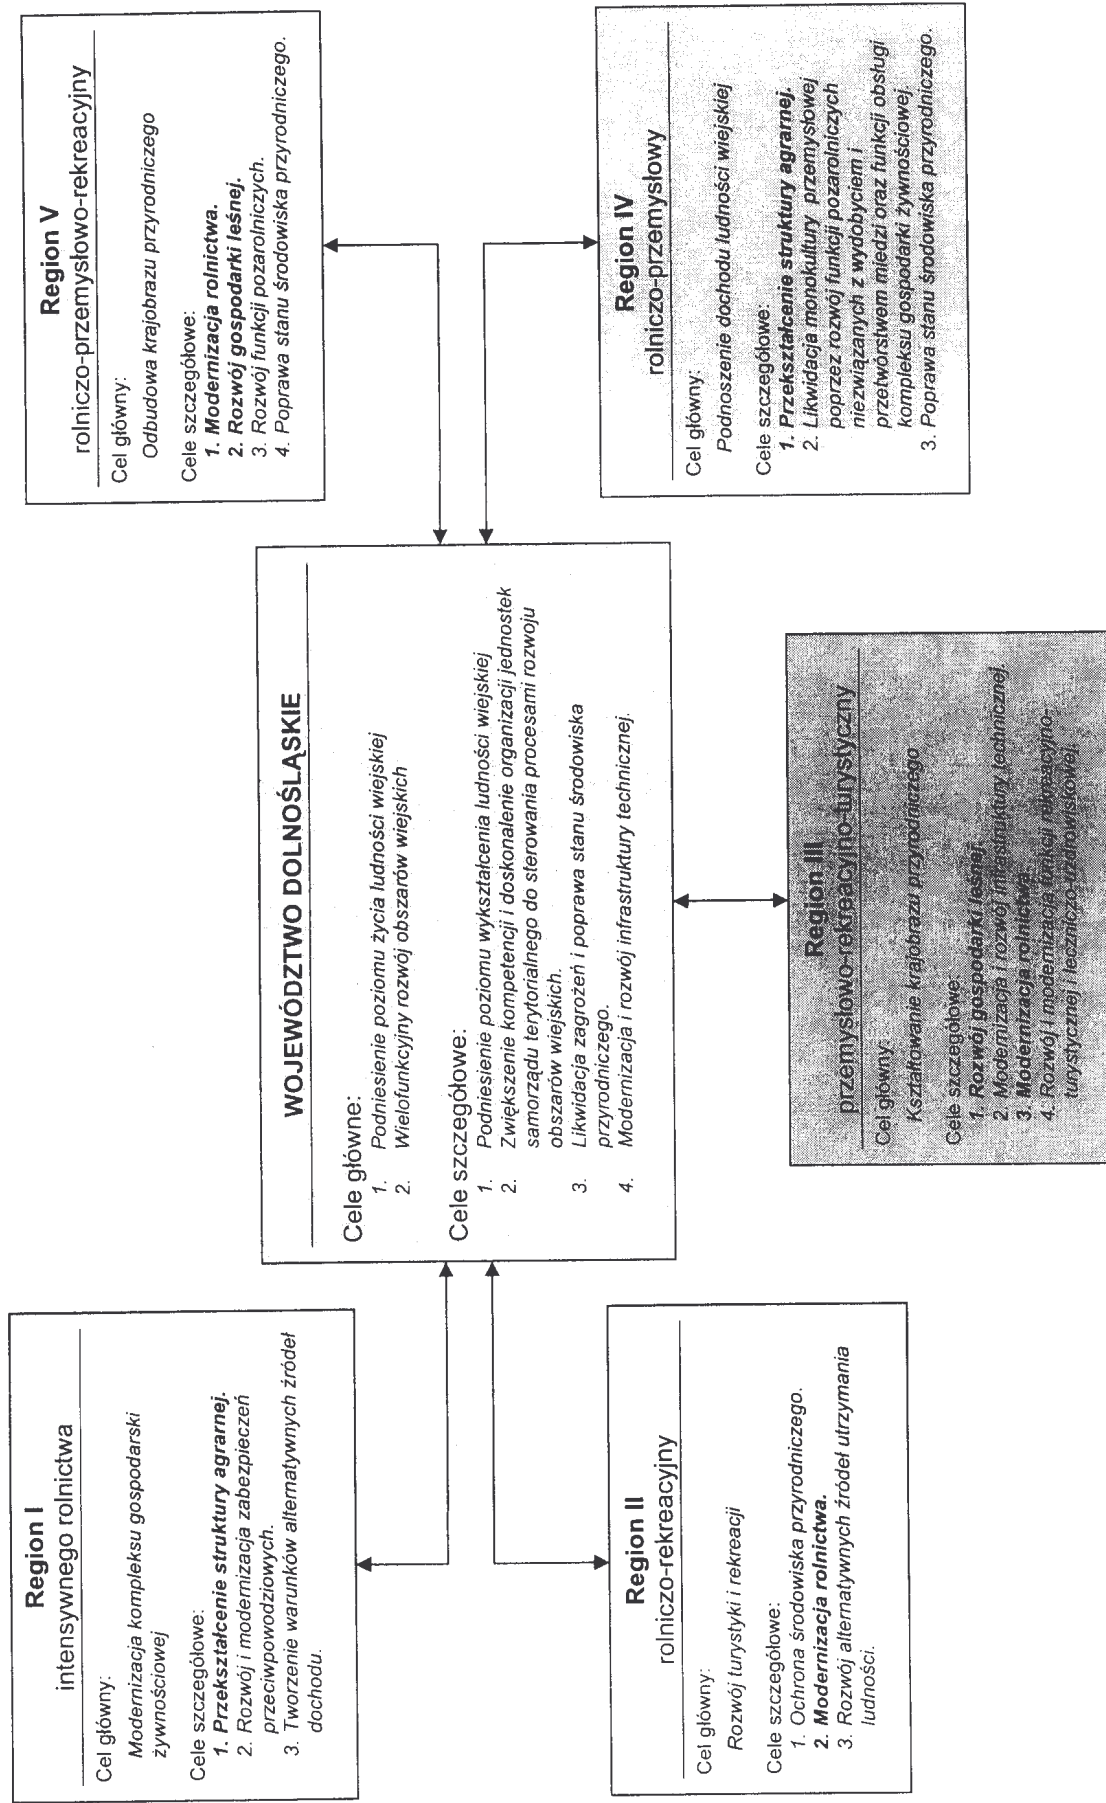 Region I
intensywnego rolnictwa
Cel główny:
Modernizacja kompleksu gospodarski
żywnościowej
Cele szczegółowe:
1. Przekształcenie struktury agrarnej.
2. Rozwój i modernizacja zabezpieczeń
przeciwpowodziowych.
3. Tworzenie warunków alternatywnych źródeł
dochodu.
Region V
rolniczo-przemysłowo-rekreacyjny
Cel główny:
Odbudowa krajobrazu przyrodniczego
Cele szczegółowe:
1. Modernizacja rolnictwa.
2. Rozwój gospodarki leśnej.
3. Rozwój funkcji pozarolniczych.
4. Poprawa stanu środowiska przyrodniczego.
WOJEWÓDZTWO DOLNOŚLĄSKIE
Cele główne:
1. Podniesienie poziomu życia ludności wiejskiej
2. Wielofunkcyjny rozwój obszarów wiejskich
Cele szczegółowe:
1. Podniesienie poziomu wykształcenia ludności wiejskiej
2. Zwiększenie kompetencji i doskonalenie organizacji jednostek
samorządu terytorialnego do sterowania procesami rozwoju
obszarów wiejskich.
3. Likwidacja zagrożeń i poprawa stanu środowiska
przyrodniczego.
4. Modernizacja i rozwój infrastruktury technicznej.
Region II
rolniczo-rekreacyjny
Cel główny:
Rozwój turystyki i rekreacji
Cele szczegółowe:
1. Ochrona środowiska przyrodniczego.
2. Modernizacja rolnictwa.
3. Rozwój alternatywnych źródeł utrzymania
ludności.
Region IV
rolniczo-przemysłowy
Cel główny:
Podnoszenie dochodu ludności wiejskiej
Cele szczegółowe:
1. Przekształcenie struktury agrarnej.
2. Likwidacja monokultury przemysłowej
poprzez rozwój funkcji pozarolniczych
niezwiązanych z wydobyciem i
przetwórstwem miedzi oraz funkcji obsługi
kompleksu gospodarki żywnościowej.
3. Poprawa stanu środowiska przyrodniczego.
Region III
przemysłowo-rekreacyjno-turystyczny
Cel główny:
Kształtowanie krajobrazu przyrodniczego
Cele szczegółowe:
1. Rozwój gospodarki leśnej.
2. Modernizacja i rozwój infrastruktury technicznej.
3. Modernizacja rolnictwa.
4. Rozwój i modernizacja funkcji rekreacyjno-
turystycznej i leczniczo-uzdrowiskowej.